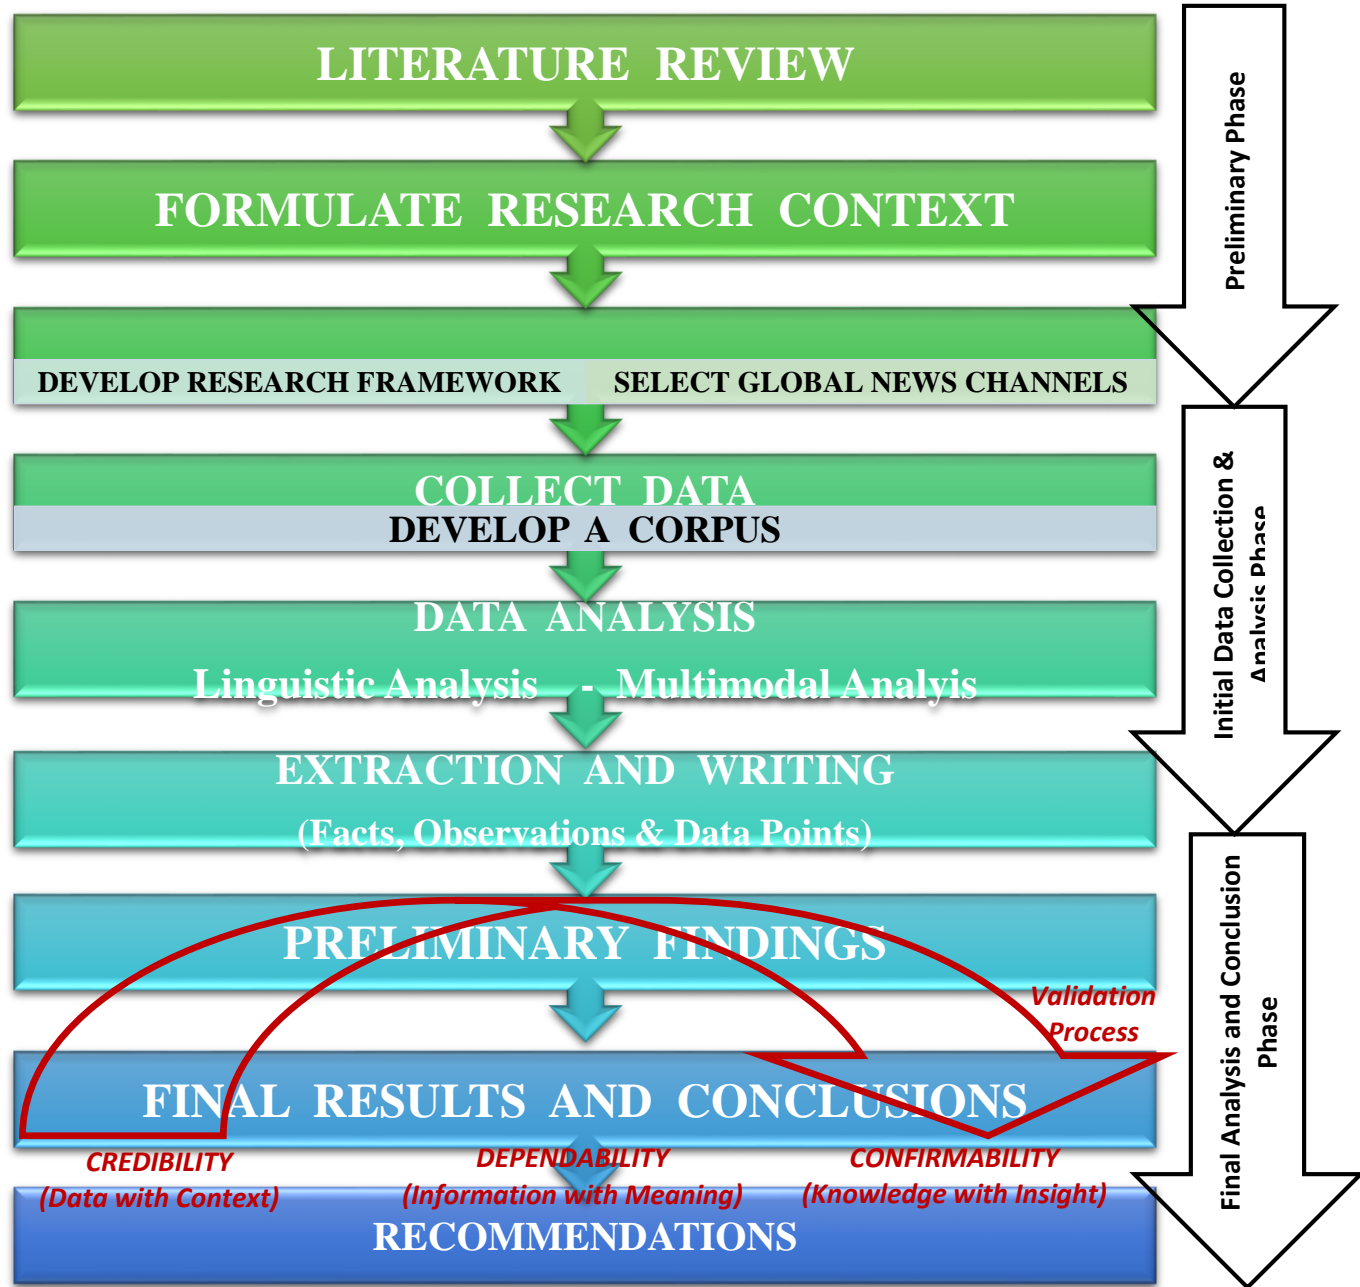 LITERATURE REVIEW
FORMULATE RESEARCH CONTEXT
DEVELOP RESEARCH FRAMEWORK
SELECT GLOBAL NEWS CHANNELS
COLLECT DATA
DEVELOP A CORPUS
DATA ANALYSIS
Linguistic Analysis - Multimodal Analyis
EXTRACTION AND WRITING
(Facts, Observations & Data Points)
PRELIMINARY FINDINGS
Validation
Process
FINAL RESULTS AND CONCLUSIONS
CREDIBILITY
(Data with Context)
DEPENDABILITY
(Information with Meaning)
CONFIRMABILITY
(Knowledge with Insight)
RECOMMENDATIONS
Preliminary Phase
Initial Data Collection &
Analysis Phase
Final Analysis and Conclusion
Phase